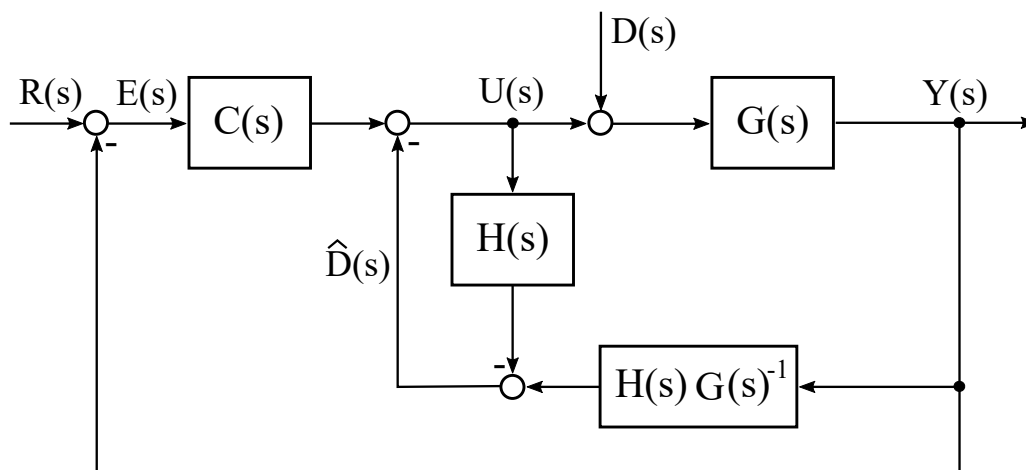 D(s)
R(s)
E(s)
U(s)
Y(s)
-
C(s)
-
G(s)
H(s)
D̂(s)
-
H(s) G(s)⁻¹